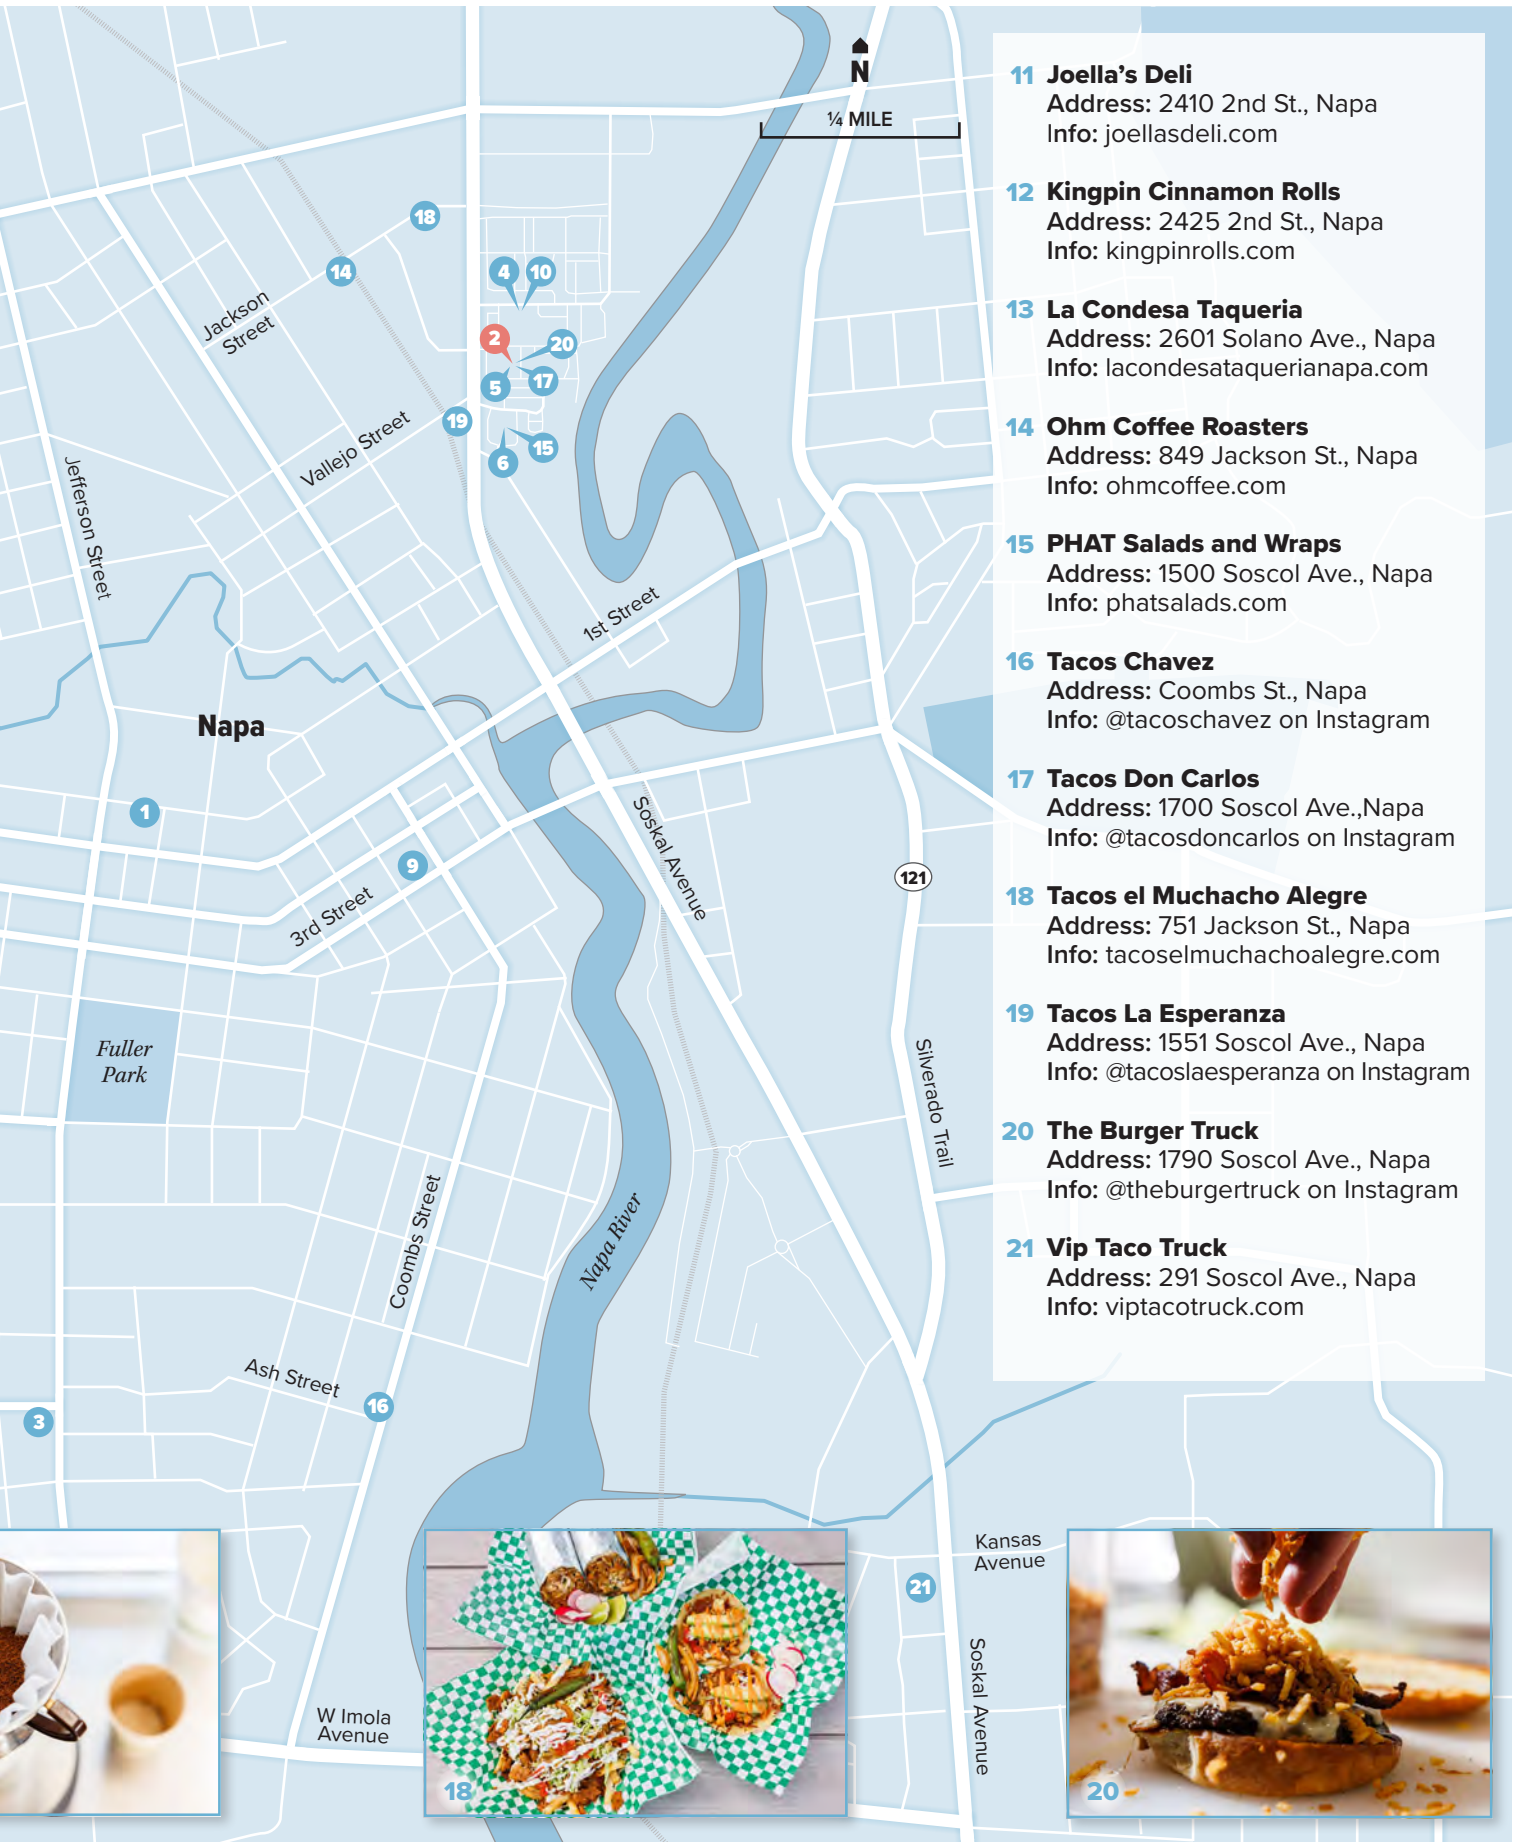 N
¼ MILE
18
14
4
10
Jackson
Street
2
20
5
17
19
Vallejo Street
15
6
Jefferson Street
1st Street
Napa
1
Soskal Avenue
9
3rd Street
121
Fuller
Park
Silverado Trail
Coombs Street
Napa River
Ash Street
16
3
Kansas
Avenue
21
Soskal Avenue
W Imola
Avenue
18
20
11 Joella's Deli
Address: 2410 2nd St., Napa
Info: joellasdeli.com
12 Kingpin Cinnamon Rolls
Address: 2425 2nd St., Napa
Info: kingpinrolls.com
13 La Condesa Taqueria
Address: 2601 Solano Ave., Napa
Info: lacondesataquerianapa.com
14 Ohm Coffee Roasters
Address: 849 Jackson St., Napa
Info: ohmcoffee.com
15 PHAT Salads and Wraps
Address: 1500 Soscol Ave., Napa
Info: phatsalads.com
16 Tacos Chavez
Address: Coombs St., Napa
Info: @tacoschavez on Instagram
17 Tacos Don Carlos
Address: 1700 Soscol Ave.,Napa
Info: @tacosdoncarlos on Instagram
18 Tacos el Muchacho Alegre
Address: 751 Jackson St., Napa
Info: tacoselmuchachoalegre.com
19 Tacos La Esperanza
Address: 1551 Soscol Ave., Napa
Info: @tacoslaesperanza on Instagram
20 The Burger Truck
Address: 1790 Soscol Ave., Napa
Info: @theburgertruck on Instagram
21 Vip Taco Truck
Address: 291 Soscol Ave., Napa
Info: viptacotruck.com